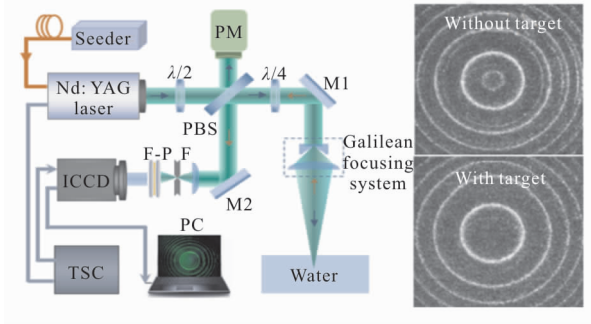 Seeder
PM
Nd: YAG
laser
λ/2
λ/4
M1
PBS
Galilean
focusing
system
F-P
F
ICCD
M2
PC
TSC
Water
Without target
With target